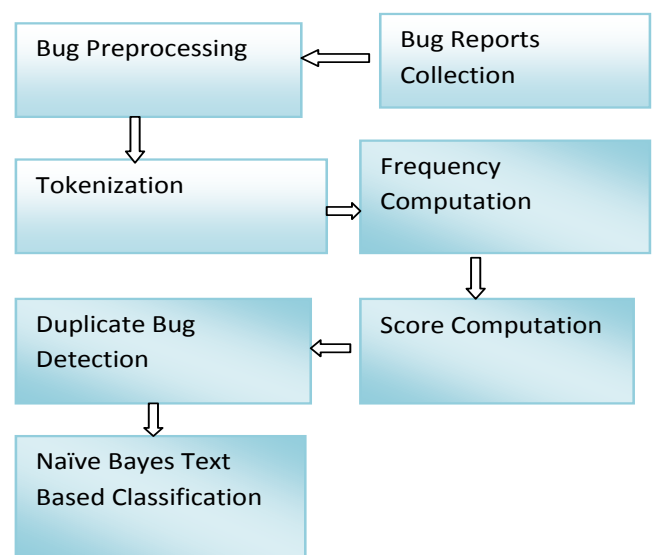 Bug Preprocessing
Bug Reports
Collection
Tokenization
Frequency
Computation
Duplicate Bug
Detection
Score Computation
Naïve Bayes Text
Based Classification